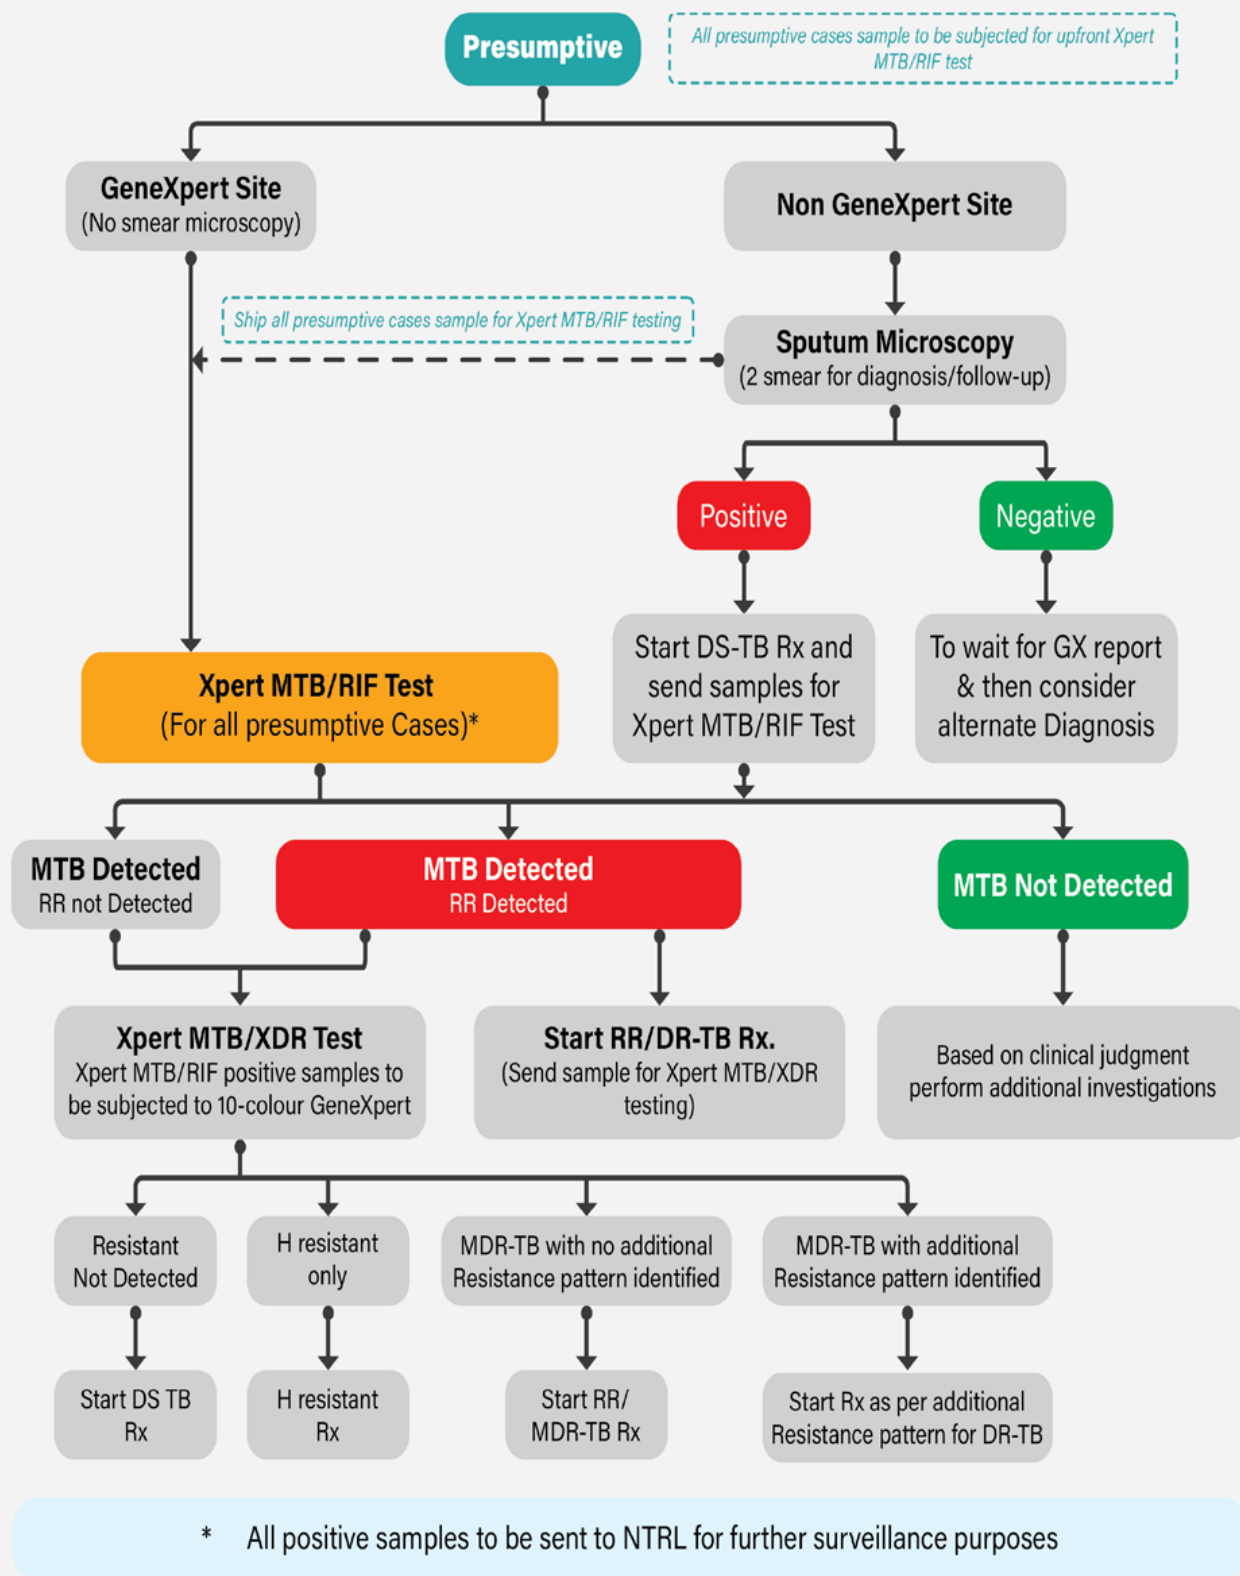 Presumptive
All presumptive cases sample to be subjected for upfront Xpert
MTB/RIF test
GeneXpert Site
(No smear microscopy)
Non GeneXpert Site
Ship all presumptive cases sample for Xpert MTB/RIF testing
Sputum Microscopy
(2 smear for diagnosis/follow-up)
Positive
Negative
Start DS-TB Rx and
send samples for
Xpert MTB/RIF Test
To wait for GX report
& then consider
alternate Diagnosis
Xpert MTB/RIF Test
(For all presumptive Cases)*
MTB Detected
RR not Detected
MTB Detected
RR Detected
MTB Not Detected
Xpert MTB/XDR Test
Xpert MTB/RIF positive samples to
be subjected to 10-colour GeneXpert
Start RR/DR-TB Rx.
(Send sample for Xpert MTB/XDR
testing)
Based on clinical judgment
perform additional investigations
Resistant
Not Detected
H resistant
only
MDR-TB with no additional
Resistance pattern identified
MDR-TB with additional
Resistance pattern identified
Start DS TB
Rx
H resistant
Rx
Start RR/
MDR-TB Rx
Start Rx as per additional
Resistance pattern for DR-TB
* All positive samples to be sent to NTRL for further surveillance purposes